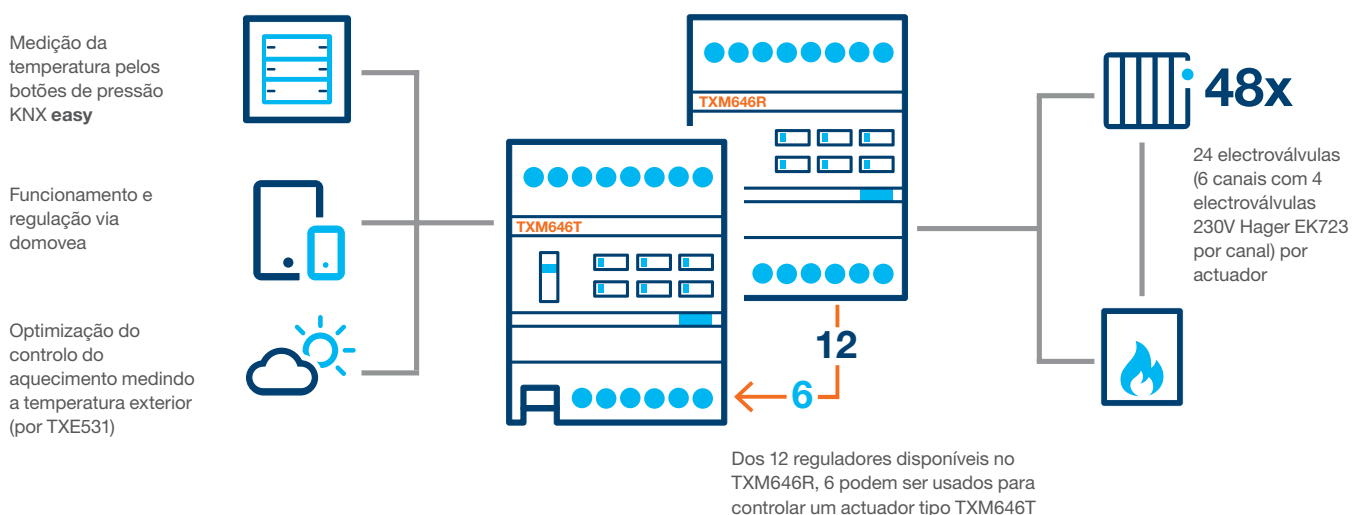 Medição da
temperatura pelos
botões de pressão
KNX easy
Funcionamento e
regulação via
domovea
Optimização do
controlo do
aquecimento medindo
a temperatura exterior
(por TXE531)
TXM646R
TXM646T
12
6
Dos 12 reguladores disponíveis no
TXM646R, 6 podem ser usados para
controlar um actuador tipo TXM646T
48x
24 electroválvulas
(6 canais com 4
electroválvulas
230V Hager EK723
por canal) por
actuador